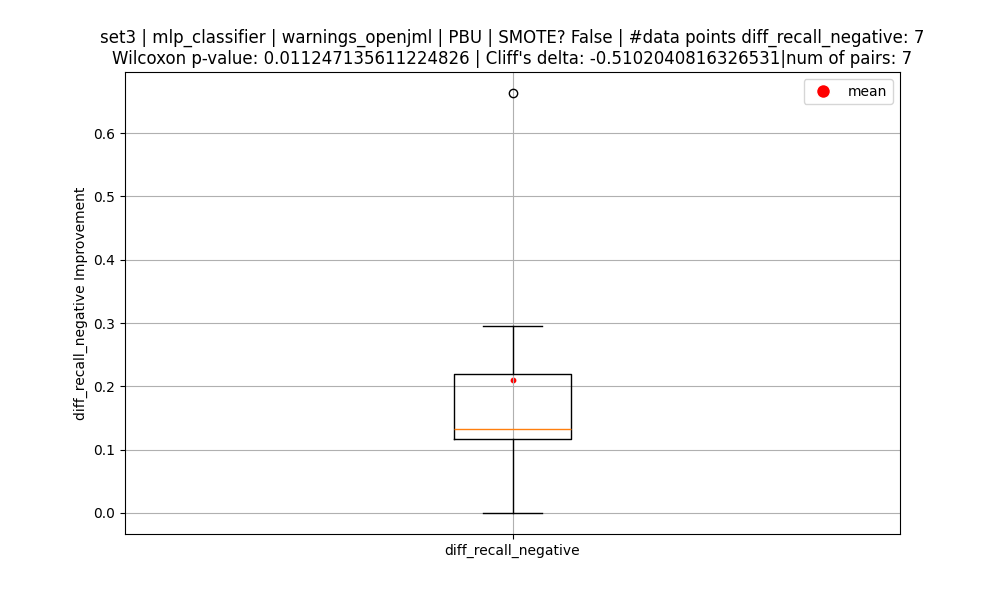 set3 | mlp_classifier | warnings_openjml | PBU | SMOTE? False | #data points diff_recall_negative: 7
Wilcoxon p-value: 0.011247135611224826 | Cliff's delta: -0.5102040816326531|num of pairs: 7
mean
0.6
0.5
0.4
0.3
0.2
0.1
0.0
diff_recall_negative Improvement
diff_recall_negative